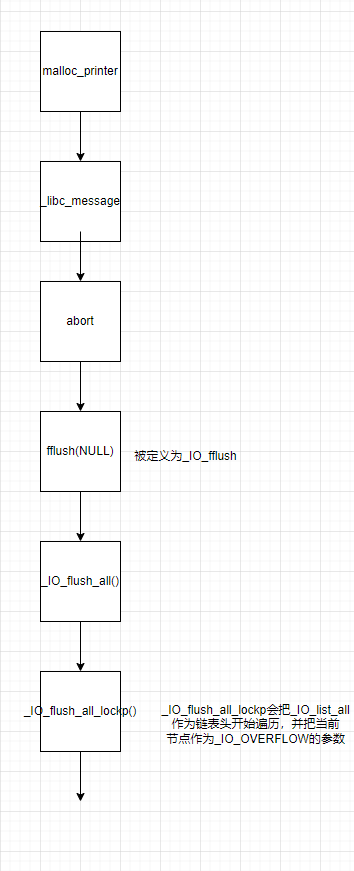 malloc_printer
_libc_message
abort
fflush(NULL)
被定义为_IO_fflush
_IO_flush_all()
_IO_flush_all_lockp()
_IO_flush_all_lockp会把_IO_list_all
作为链表头开始遍历，并把当前
节点作为_IO_OVERFLOW的参数